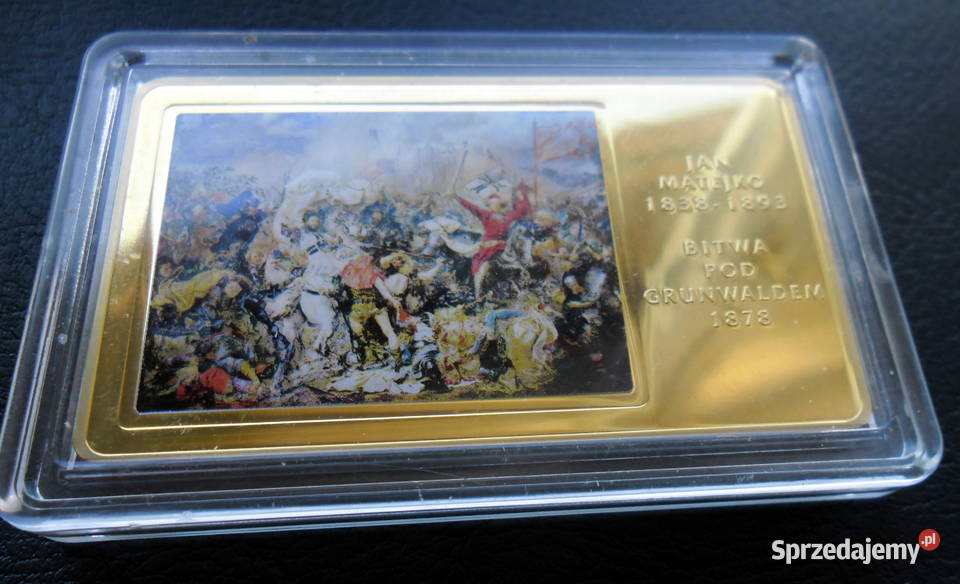 JAN
MATEJKO
1838-1893
BITWA
POD
GRUNWALDEM
1878
Sprzedajemy.pl